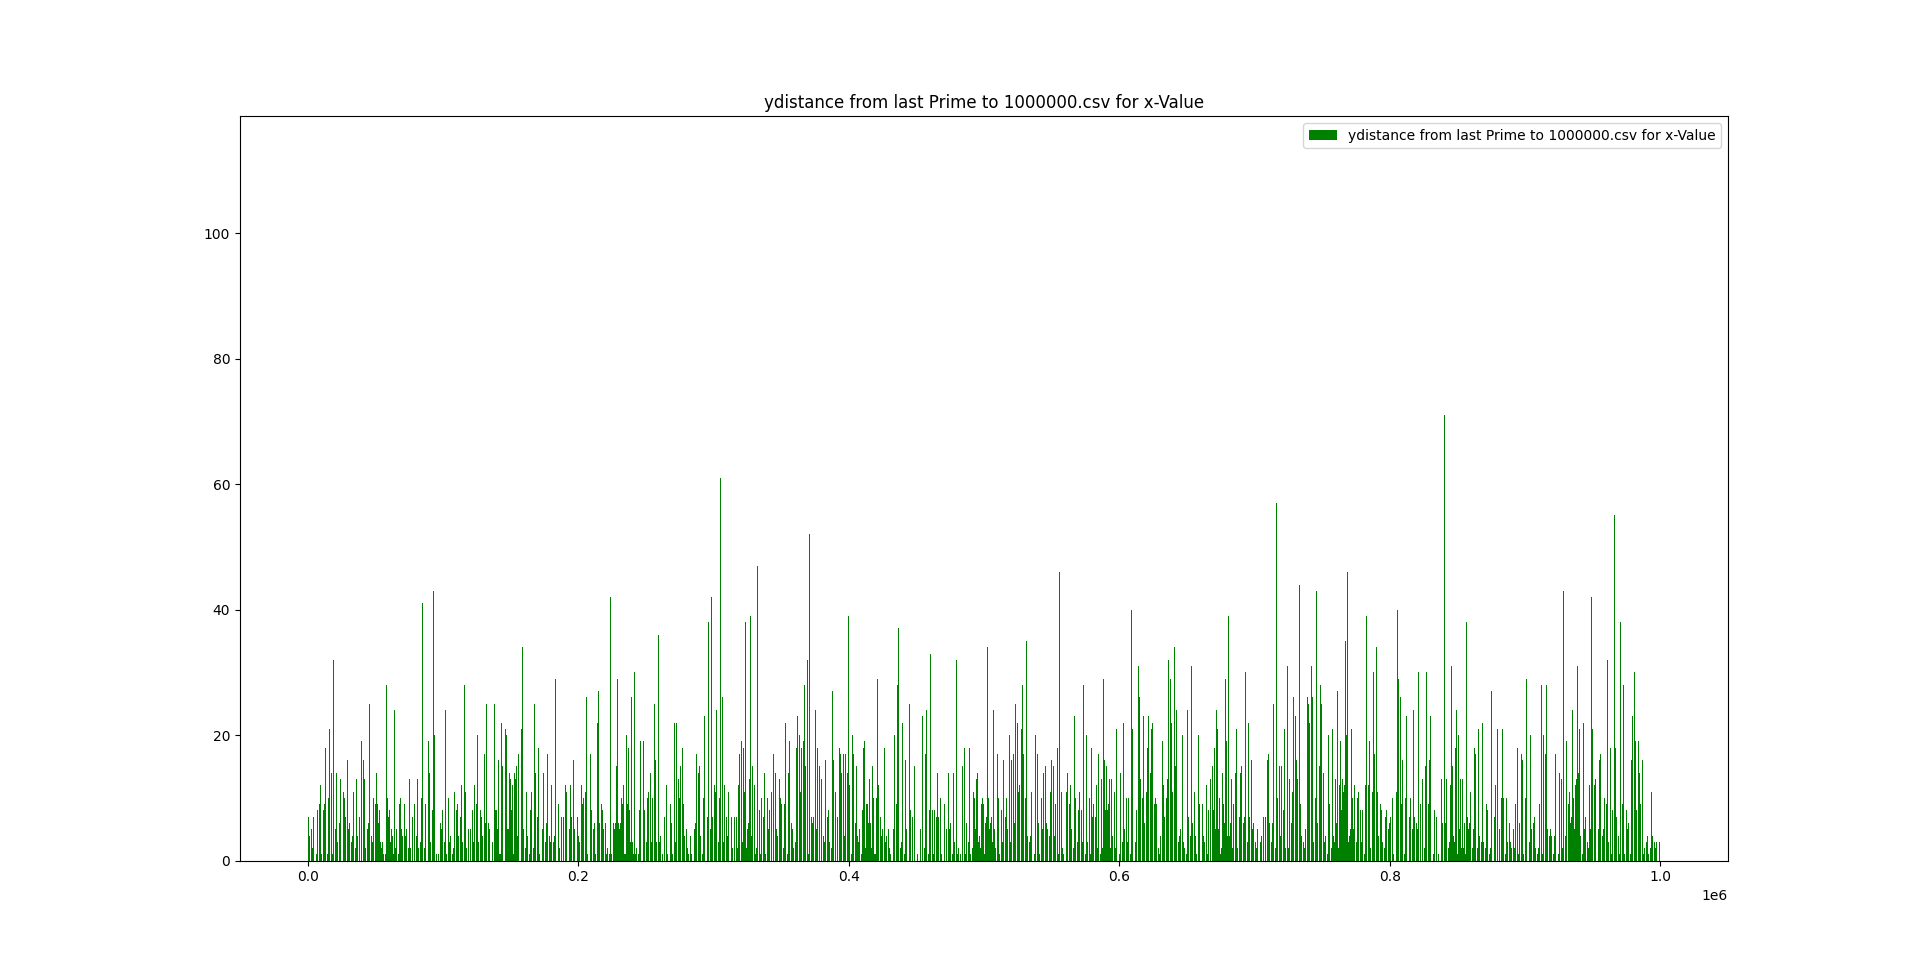 ydistance from last Prime to 1000000.csv for x-Value
ydistance from last Prime to 1000000.csv for x-Value
100
80
60
40
20
0
0.0 0.2 0.4 0.6 0.8 1.0
1e6